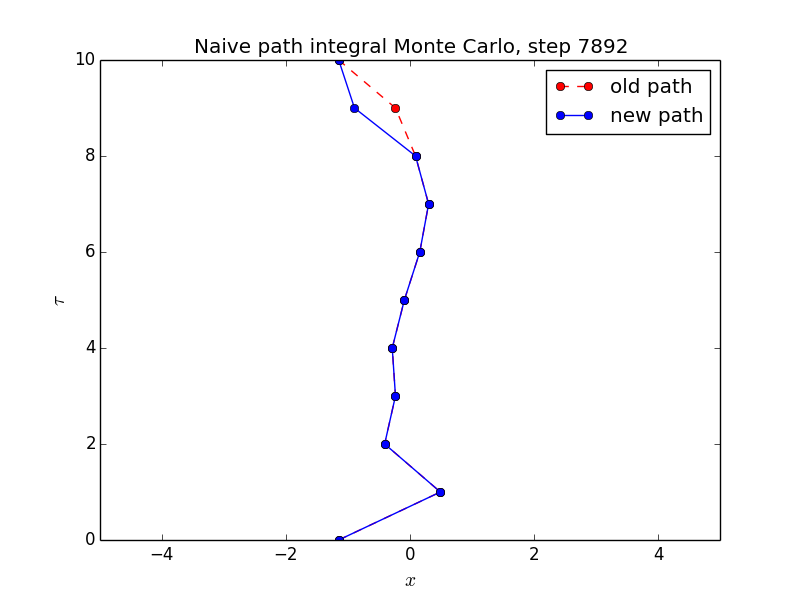 Naive path integral Monte Carlo, step 7892
old path
new path
10
8
6
4
2
0
τ
−4 −2 0 2 4
x